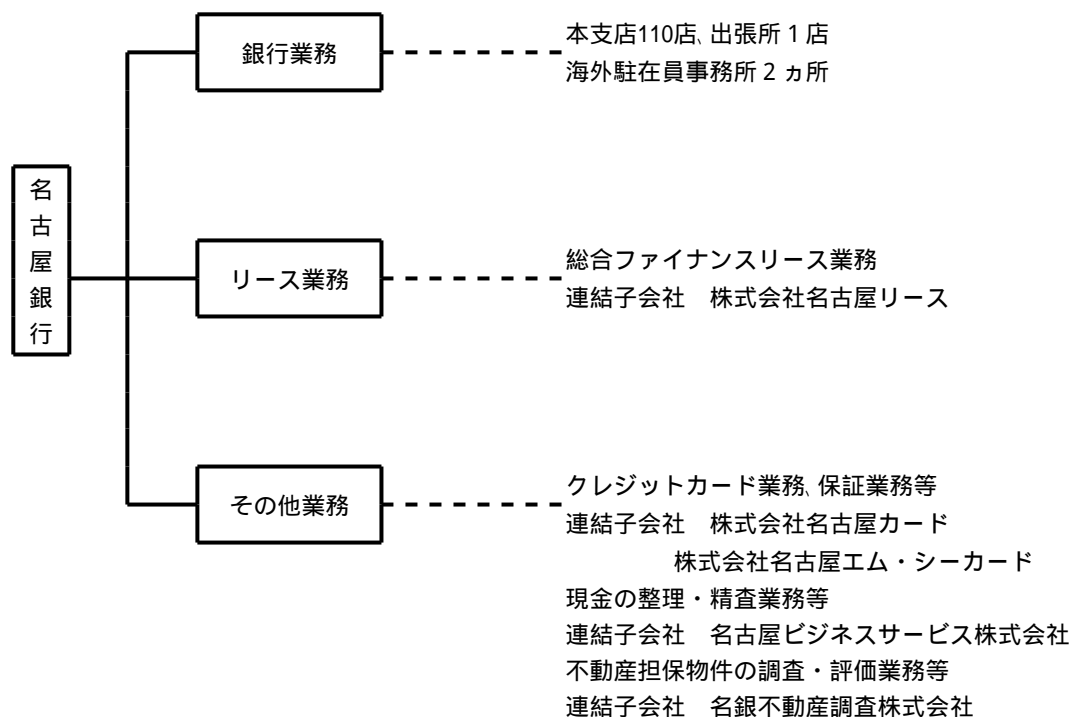 名古屋銀行
銀行業務
本支店110店、出張所１店
海外駐在員事務所２ヵ所
リース業務
総合ファイナンスリース業務
連結子会社　株式会社名古屋リース
その他業務
クレジットカード業務、保証業務等
連結子会社　株式会社名古屋カード
株式会社名古屋エム・シーカード
現金の整理・精査業務等
連結子会社　名古屋ビジネスサービス株式会社
不動産担保物件の調査・評価業務等
連結子会社　名銀不動産調査株式会社